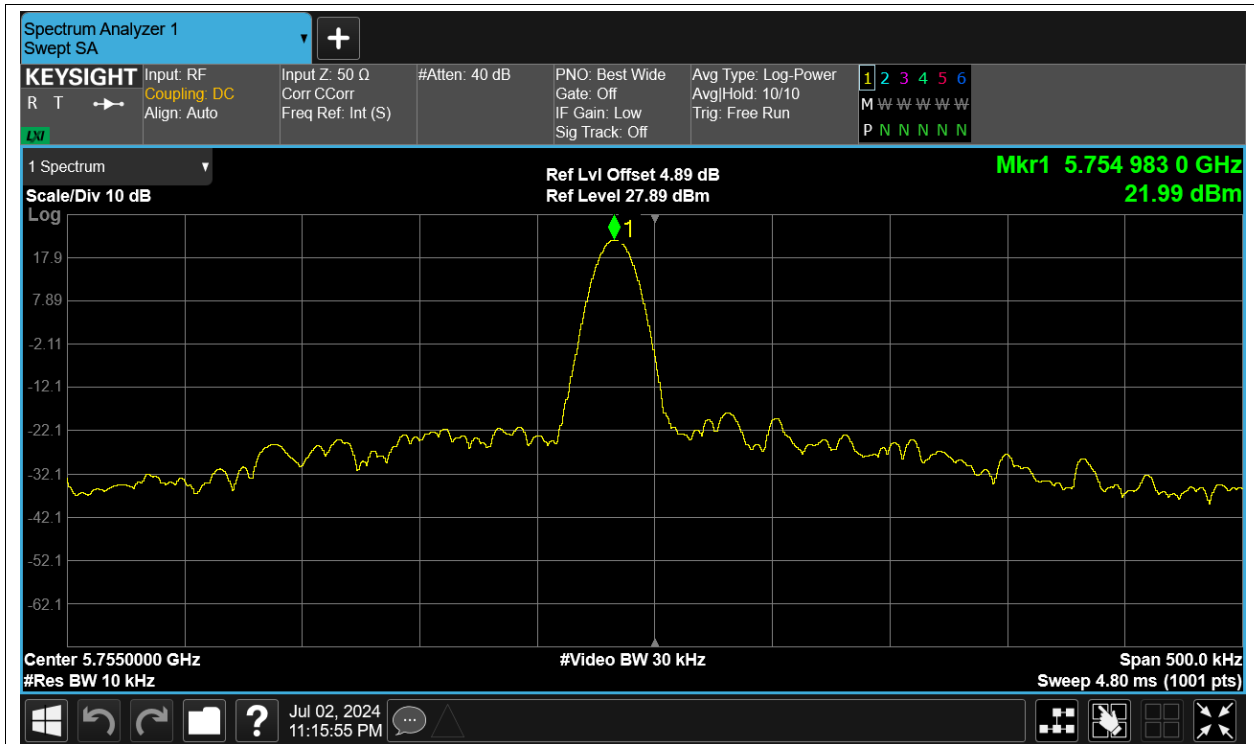 Spectrum Analyzer 1
Swept SA
+
KEYSIGHT Input: RF Input Z: 50 Ω #Atten: 40 dB PNO: Best Wide Avg Type: Log-Power 1 2 3 4 5 6
R T Coupling: DC Corr CCorr Gate: Off Avg|Hold: 10/10 M W W W W W
Align: Auto Freq Ref: Int (S) IF Gain: Low Trig: Free Run
LXI Sig Track: Off P N N N N N
1 Spectrum Ref Lvl Offset 4.89 dB Mkr1 5.754 983 0 GHz
Scale/Div 10 dB Ref Level 27.89 dBm 21.99 dBm
Log
1
17.9
7.89
-2.11
-12.1
-22.1
-32.1
-42.1
-52.1
-62.1
Center 5.7550000 GHz #Video BW 30 kHz Span 500.0 kHz
#Res BW 10 kHz Sweep 4.80 ms (1001 pts)
? Jul 02, 2024
11:15:55 PM